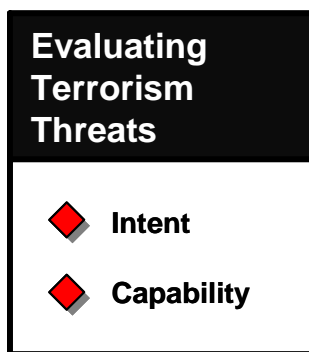 Evaluating
Terrorism
Threats
Intent
Capability